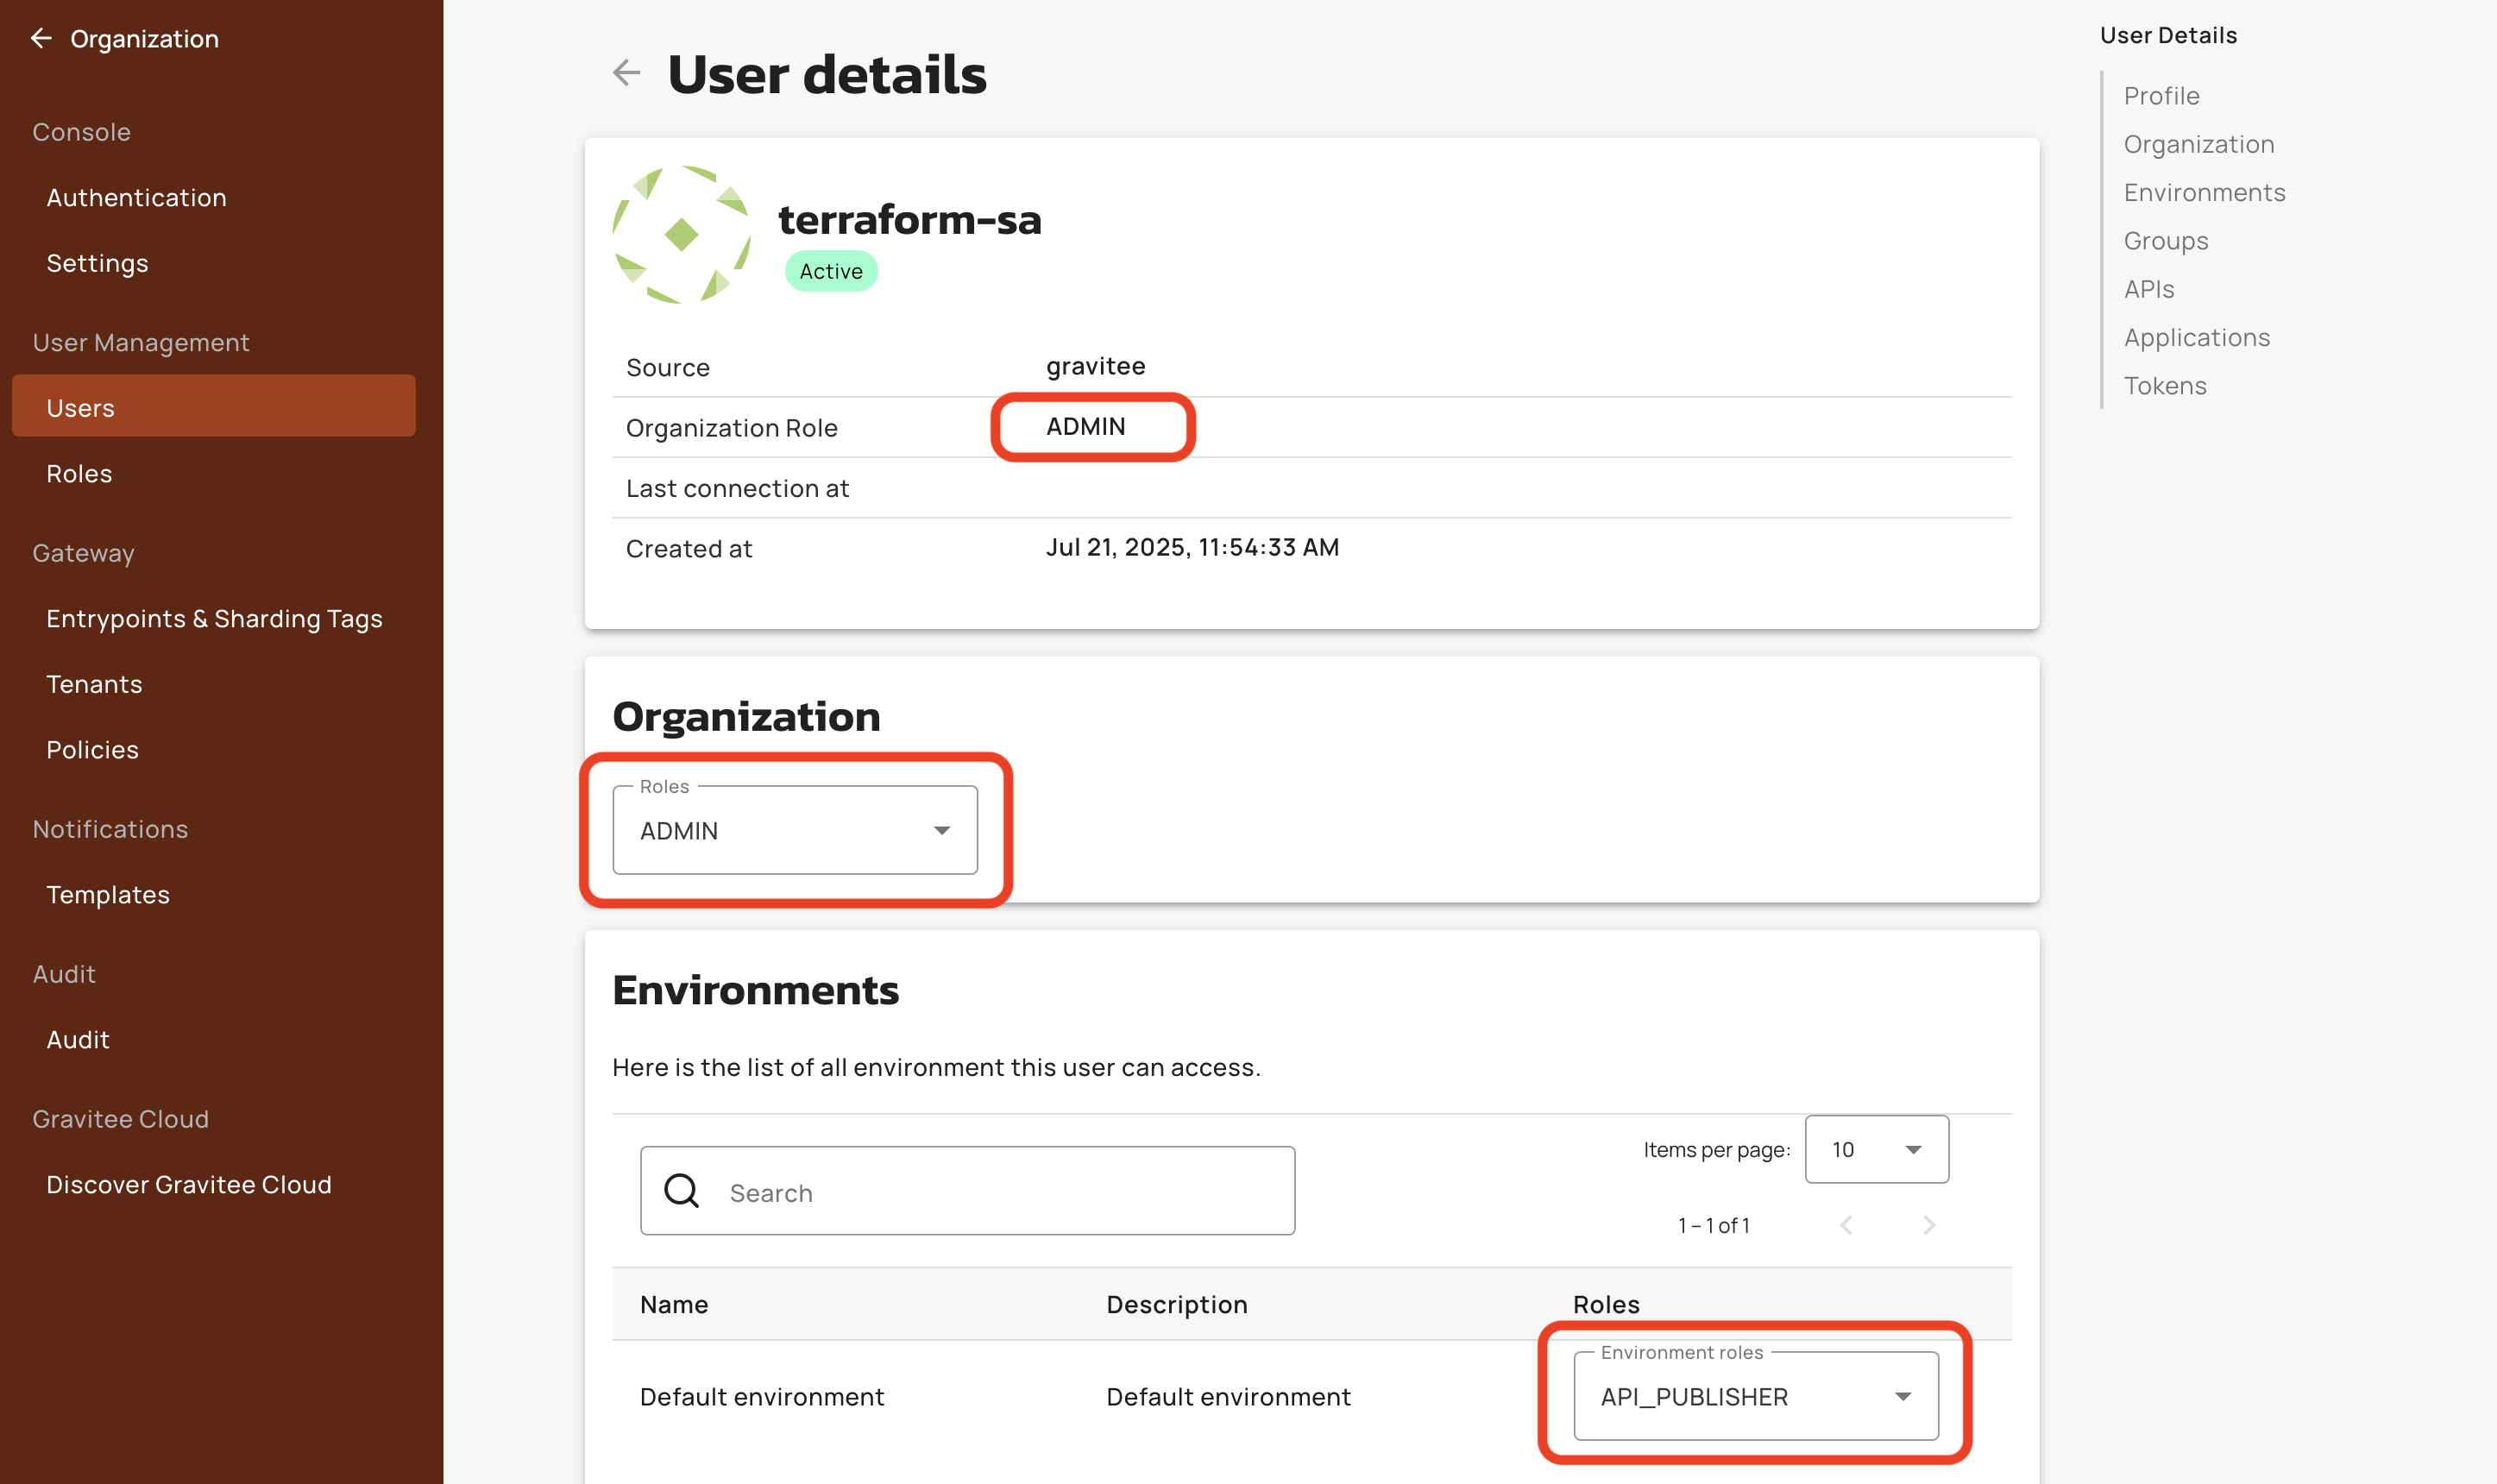 Organization
Console
Authentication
Settings
User Management
Users
Roles
Gateway
Entrypoints & Sharding Tags
Tenants
Policies
Notifications
Templates
Audit
Audit
Gravitee Cloud
Discover Gravitee Cloud
User details
terraform-sa
Active
Source gravitee
Organization Role ADMIN
Last connection at
Created at Jul 21, 2025, 11:54:33 AM
Organization
Roles
ADMIN
Environments
Here is the list of all environment this user can access.
Search
Items per page: 10
1 – 1 of 1
Name Description Roles
Environment roles
Default environment Default environment API_PUBLISHER
User Details
Profile
Organization
Environments
Groups
APIs
Applications
Tokens